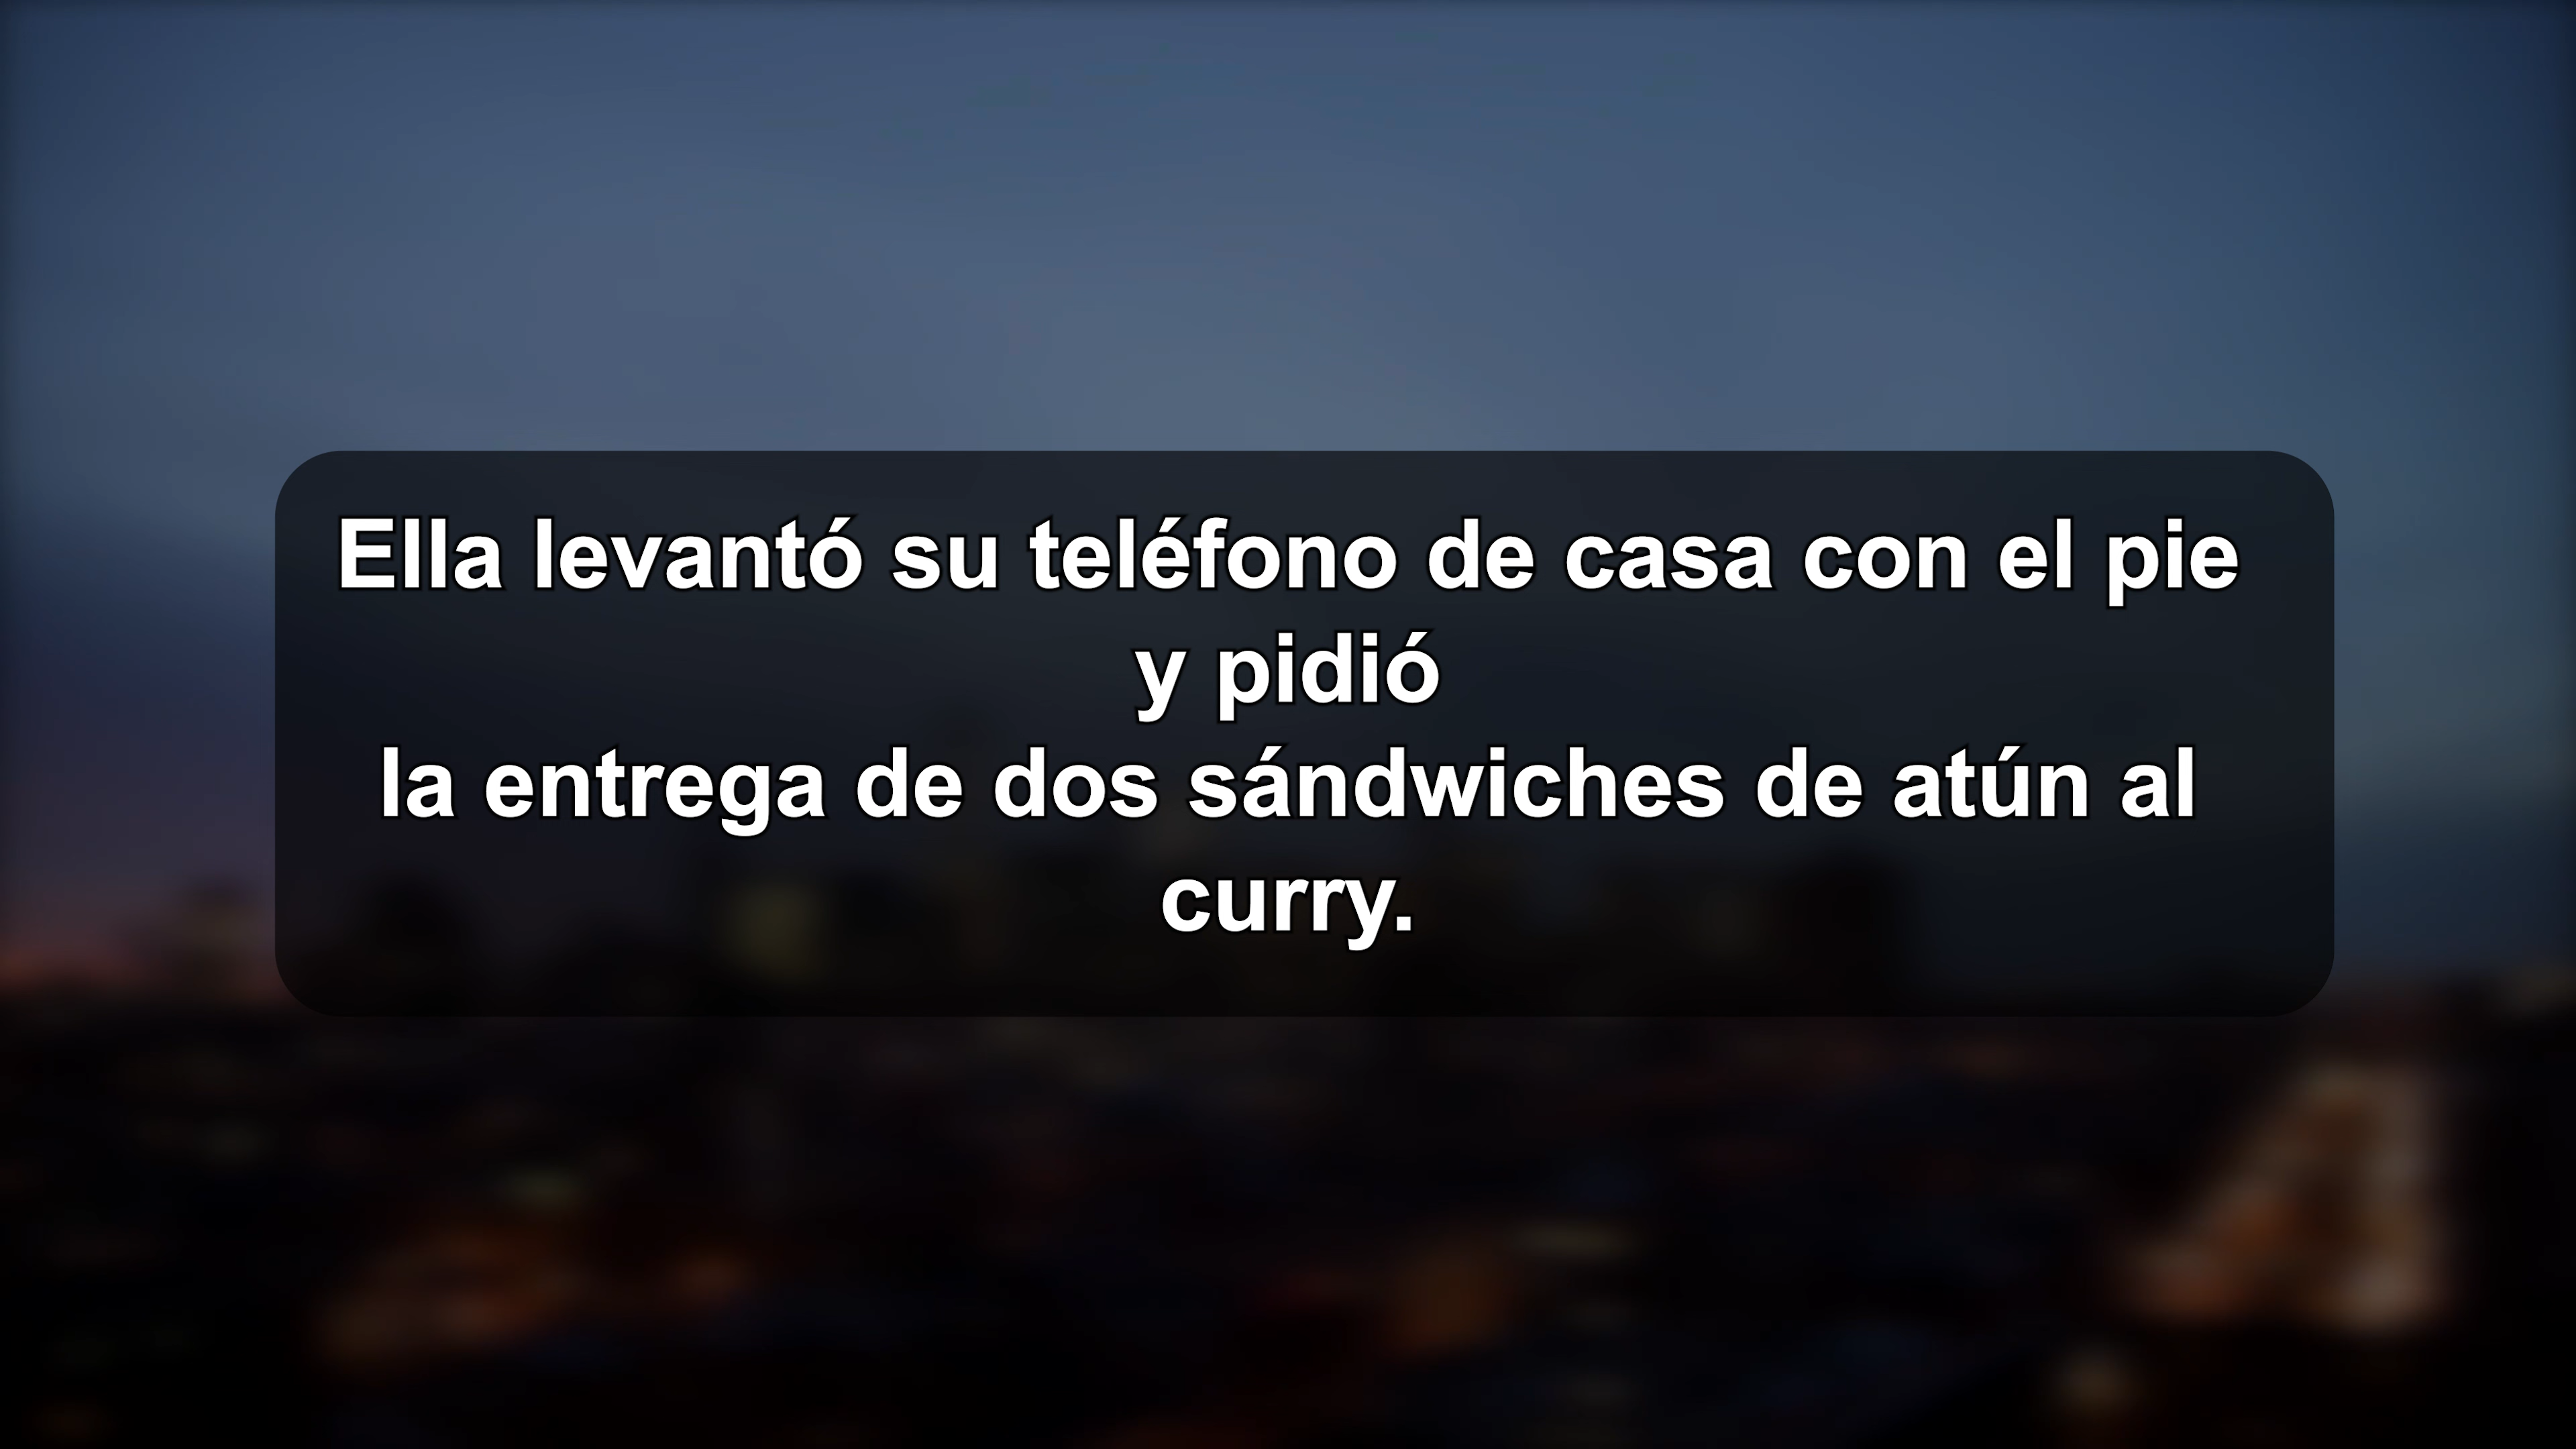 Ella levantó su teléfono de casa con el pie
y pidió
la entrega de dos sándwiches de atún al
curry.